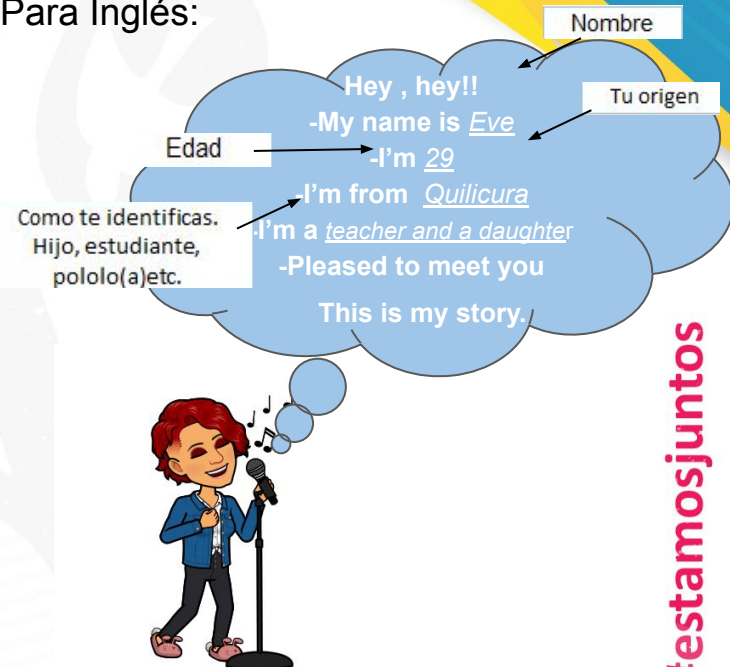 Para Inglés:
Nombre
Hey , hey!!
-My name is Eve
Tu origen
Edad
-I'm 29
-I'm from Quilicura
Como te identificas.
Hijo, estudiante,
pololo(a)etc.
-I'm a teacher and a daughter
-Pleased to meet you
This is my story.
#estamosjuntos